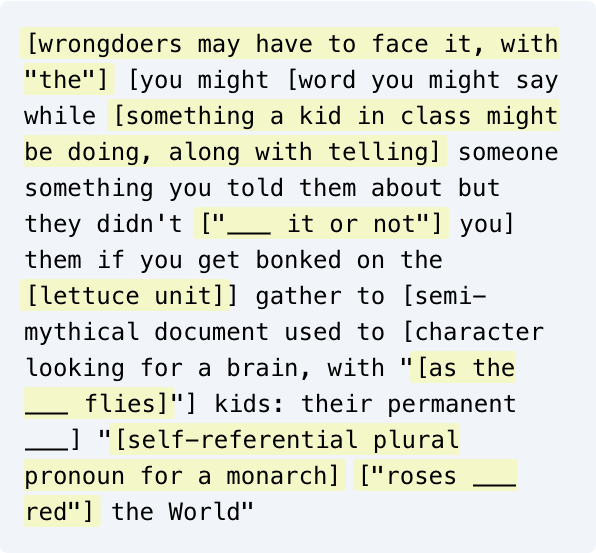 [wrongdoers may have to face it, with
"the"] [you might [word you might say
while [something a kid in class might
be doing, along with telling] someone
something you told them about but
they didn't ["___ it or not"] you]
them if you get bonked on the
[lettuce unit]] gather to [semi-
mythical document used to [character
looking for a brain, with "[as the
___ flies]"] kids: their permanent
___] "[self-referential plural
pronoun for a monarch] ["roses ___
red"] the World"